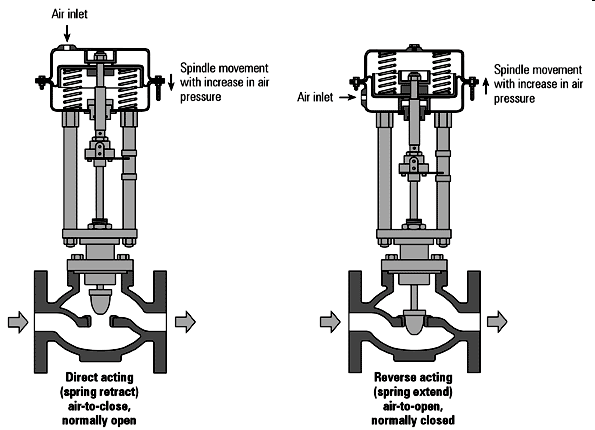 Air inlet
Spindle movement
with increase in air
pressure
Direct acting
(spring retract)
air-to-close,
normally open
Air inlet
Spindle movement
with increase in air
pressure
Reverse acting
(spring extend)
air-to-open,
normally closed